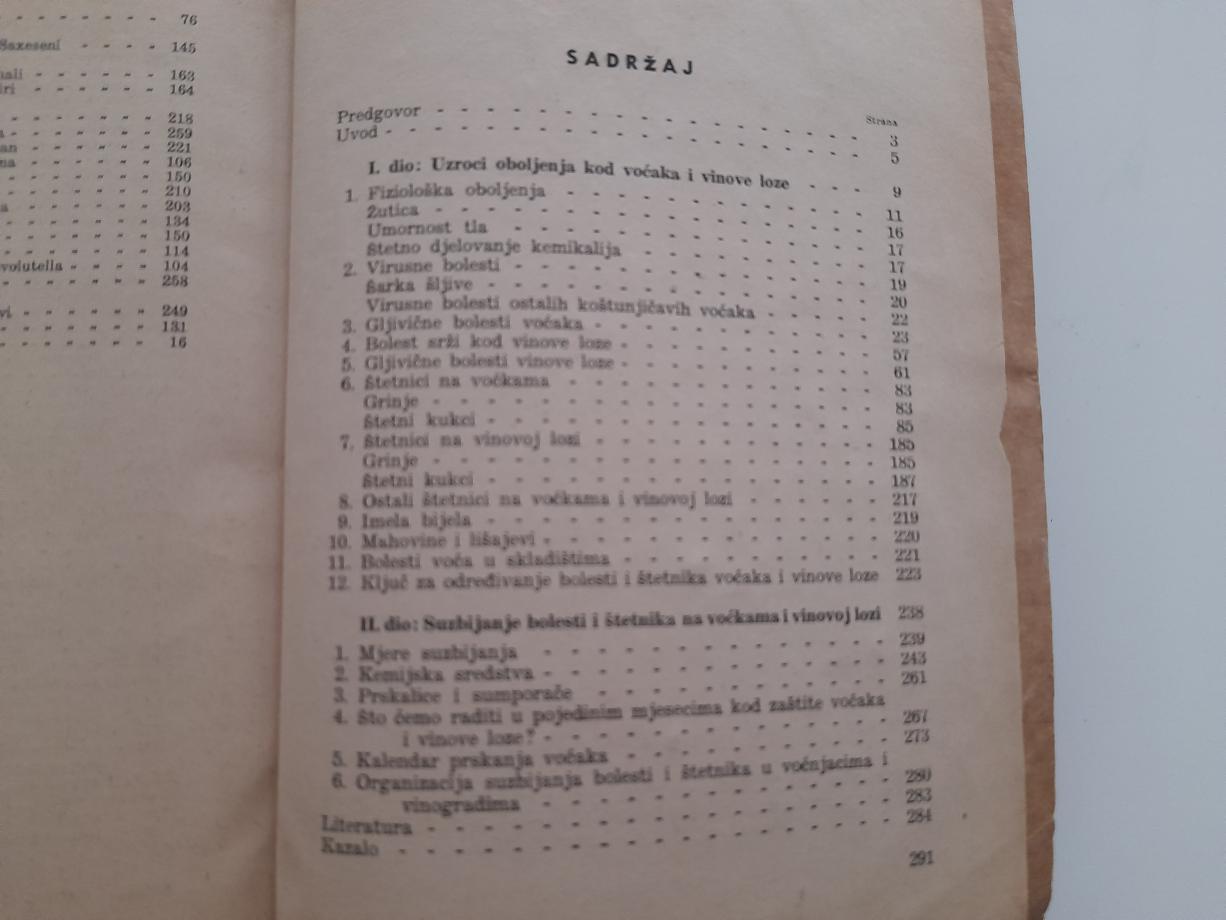 76
Saxeseni - - - - 145
163
164
218
259
221
106
150
210
203
134
150
114
volutella - - - - 104
258
249
131
16
SADRŽAJ
Strana
Predgovor - - - - - - - - - - - - 3
Uvod - - - - - - - - - - - - - 5
I. dio: Uzroci oboljenja kod voćaka i vinove loze - - - 9
1. Fiziološka oboljenja - - - - - - - - - - 11
Žutica - - - - - - - - - - - - 16
Umornost tla - - - - - - - - - - 17
Štetno djelovanje kemikalija - - - - - - - 17
2. Virusne bolesti - - - - - - - - - - - 19
Šarka šljive - - - - - - - - - - - 20
Virusne bolesti ostalih koštunjičavih voćaka - - - - 22
3. Gljivične bolesti voćaka - - - - - - - - - 23
4. Bolest srži kod vinove loze - - - - - - - - 57
5. Gljivične bolesti vinove loze - - - - - - - - 61
6. Štetnici na voćkama - - - - - - - - - - 83
Grinje - - - - - - - - - - - - 83
Štetni kukci - - - - - - - - - - - 85
7. Štetnici na vinovoj lozi - - - - - - - - - 185
Grinje - - - - - - - - - - - - 185
Štetni kukci - - - - - - - - - - - 187
8. Ostali štetnici na voćkama i vinovoj lozi - - - - - 217
9. Imela bijela - - - - - - - - - - - 219
10. Mahovine i lišajevi - - - - - - - - - - 220
11. Bolesti voća u skladištima - - - - - - - - 221
12. Ključ za određivanje bolesti i štetnika voćaka i vinove loze 223
II. dio: Suzbijanje bolesti i štetnika na voćkama i vinovoj lozi 238
1. Mjere suzbijanja - - - - - - - - - - 239
2. Kemijska sredstva - - - - - - - - - - 243
3. Prskalice i sumporače - - - - - - - - - 261
4. Što ćemo raditi u pojedinim mjesecima kod zaštite voćaka
i vinove loze? - - - - - - - - - - 267
5. Kalendar prskanja voćaka - - - - - - - - 273
6. Organizacija suzbijanja bolesti i štetnika u voćnjacima i
vinogradima - - - - - - - - - - 280
Literatura - - - - - - - - - - - - 283
Kazalo - - - - - - - - - - - - - 284
291